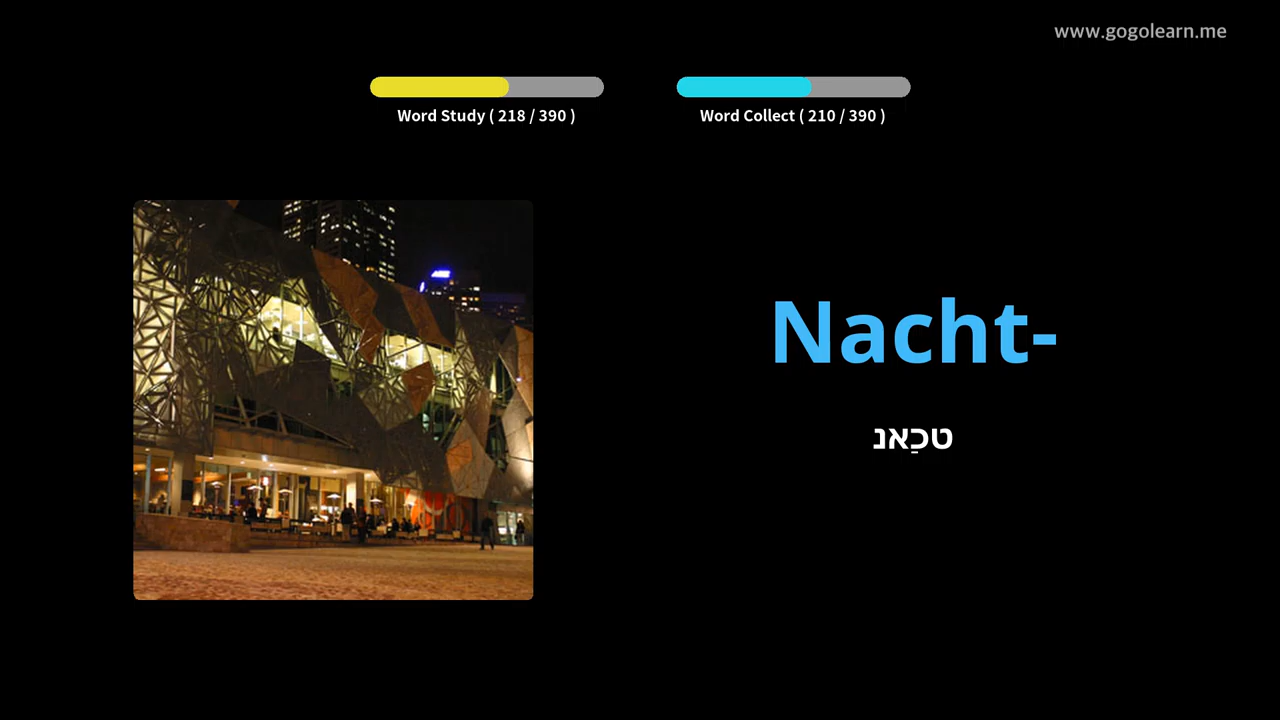 www.gogolearn.me
Word Study ( 218 / 390 )
Word Collect ( 210 / 390 )
Nacht-
טכַאנ